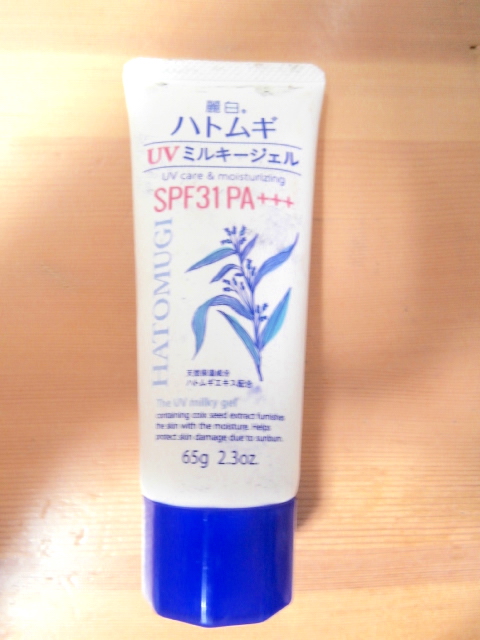 麗白®
ハトムギ
UVミルキージェル
UV care & moisturizing
SPF31 PA+++
HATOMUGI
天然保湿成分
ハトムギエキス配合
The UV milky gel
containing coix seed extract furnishes
the skin with the moisture. Helps
protect skin damage due to sunburn.
65g 2.3oz.